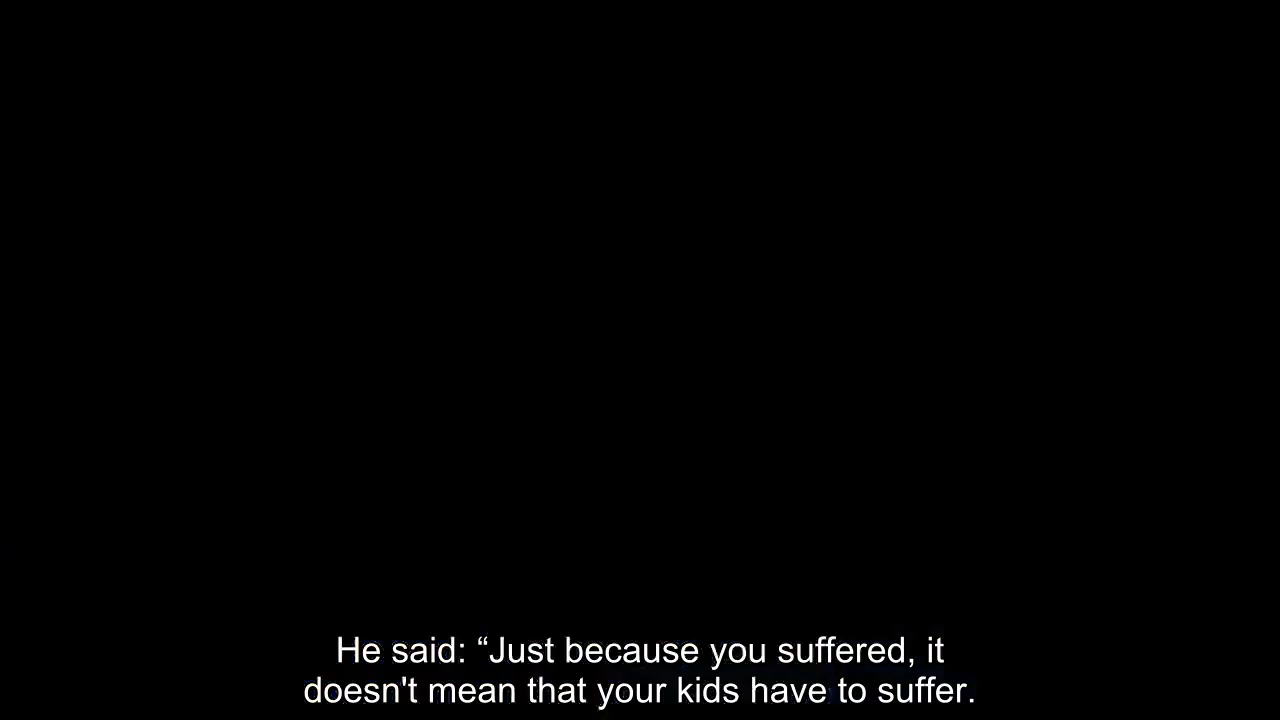 He said: “Just because you suffered, it
doesn't mean that your kids have to suffer.